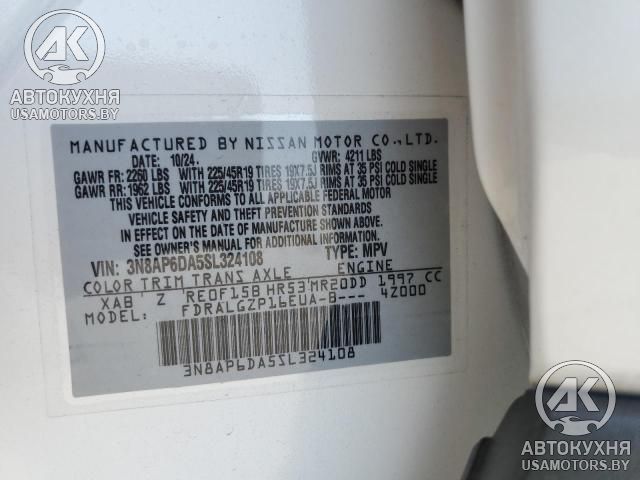 АК
АВТОКУХНЯ
USAMOTORS.BY
MANUFACTURED BY NISSAN MOTOR CO.,LTD.
DATE: 10/24. GVWR: 4211 LBS
GAWR FR: 2260 LBS WITH 225/45R19 TIRES 19X7.5J RIMS AT 36 PSI COLD SINGLE
GAWR RR: 1962 LBS WITH 225/45R19 TIRES 19X7.5J RIMS AT 35 PSI COLD SINGLE
THIS VEHICLE CONFORMS TO ALL APPLICABLE FEDERAL MOTOR
VEHICLE SAFETY AND THEFT PREVENTION STANDARDS
IN EFFECT ON THE DATE OF MANUFACTURE SHOWN ABOVE.
SEE OWNER'S MANUAL FOR ADDITIONAL INFORMATION.
VIN: 3N8AP6DA5SL324108 TYPE: MPV
COLOR TRIM TRANS AXLE ENGINE
XAB Z RE0F15B HR53 MR20DD 1997 CC
MODEL: FDRALGZP16EUA-B--- 4Z000
3N8AP6DA5SL324108
АК
АВТОКУХНЯ
USAMOTORS.BY